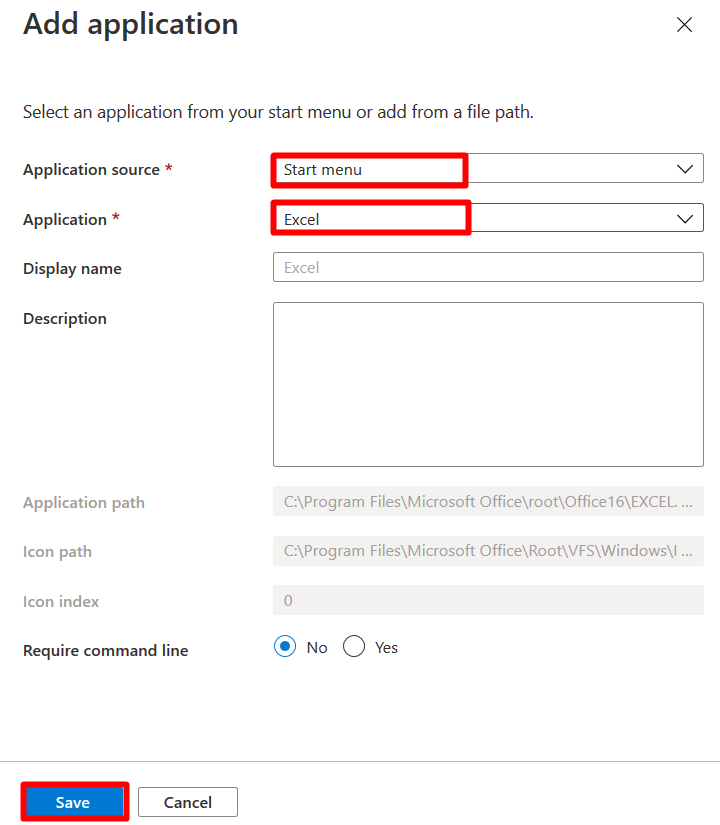 Add application
Select an application from your start menu or add from a file path.
Application source * Start menu
Application * Excel
Display name Excel
Description
Application path C:\Program Files\Microsoft Office\root\Office16\EXCEL. ...
Icon path C:\Program Files\Microsoft Office\Root\VFS\Windows\I ...
Icon index 0
Require command line No Yes
Save Cancel